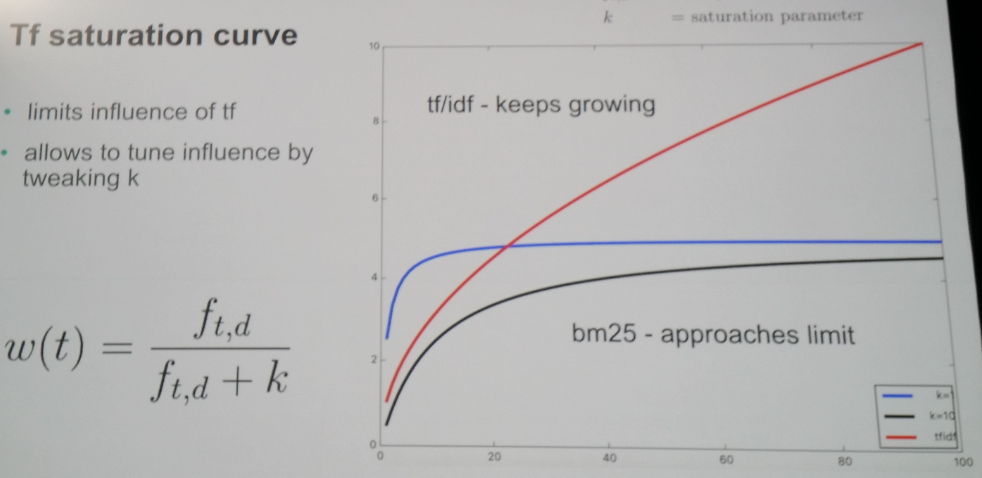 k = saturation parameter
Tf saturation curve
• limits influence of tf
• allows to tune influence by
tweaking k
w(t) = f_{t,d} / (f_{t,d} + k)
tf/idf - keeps growing
bm25 - approaches limit
10
8
6
4
2
0
0 20 40 60 80 100
k=1
k=10
tfidf